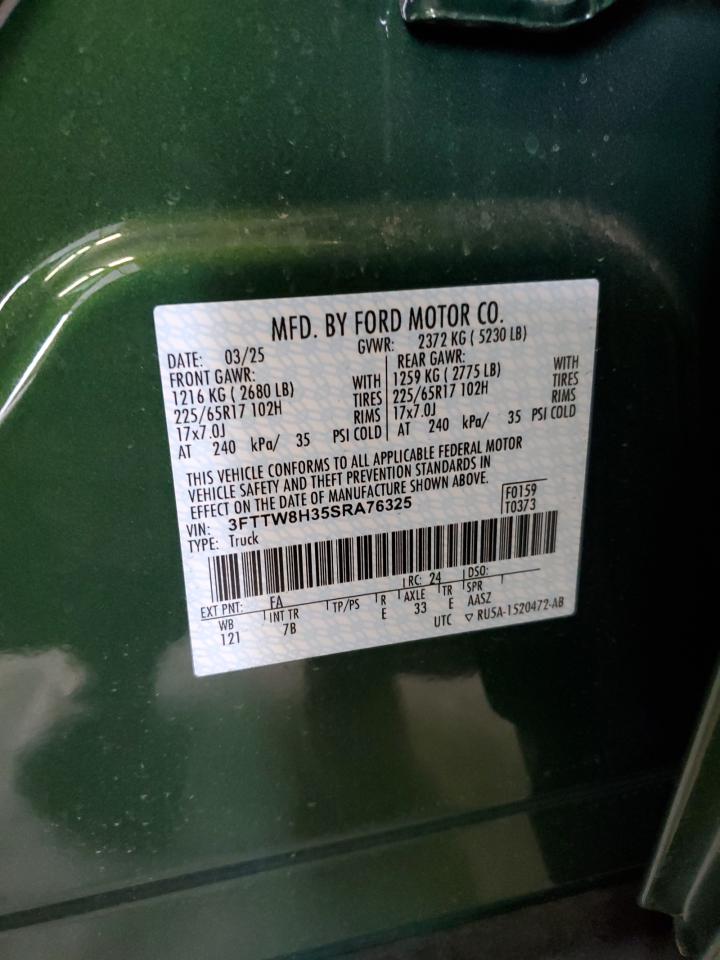 MFD. BY FORD MOTOR CO.
DATE: 03/25 GVWR: 2372 KG ( 5230 LB)
FRONT GAWR:
1216 KG ( 2680 LB) WITH
225/65R17 102H TIRES
17x7.0J RIMS
AT 240 kPa/ 35 PSI COLD
REAR GAWR:
1259 KG ( 2775 LB) WITH
225/65R17 102H TIRES
17x7.0J RIMS
AT 240 kPa/ 35 PSI COLD
THIS VEHICLE CONFORMS TO ALL APPLICABLE FEDERAL MOTOR
VEHICLE SAFETY AND THEFT PREVENTION STANDARDS IN
EFFECT ON THE DATE OF MANUFACTURE SHOWN ABOVE.
VIN: 3FTTW8H35SRA76325
TYPE: Truck
F0159
T0373
EXT PNT: EA RC: 24 DSO:
WB INT TR TP/PS R AXLE TR SPR
121 7B E 33 E AASZ
UTC ▽ RU5A-1520472-AB